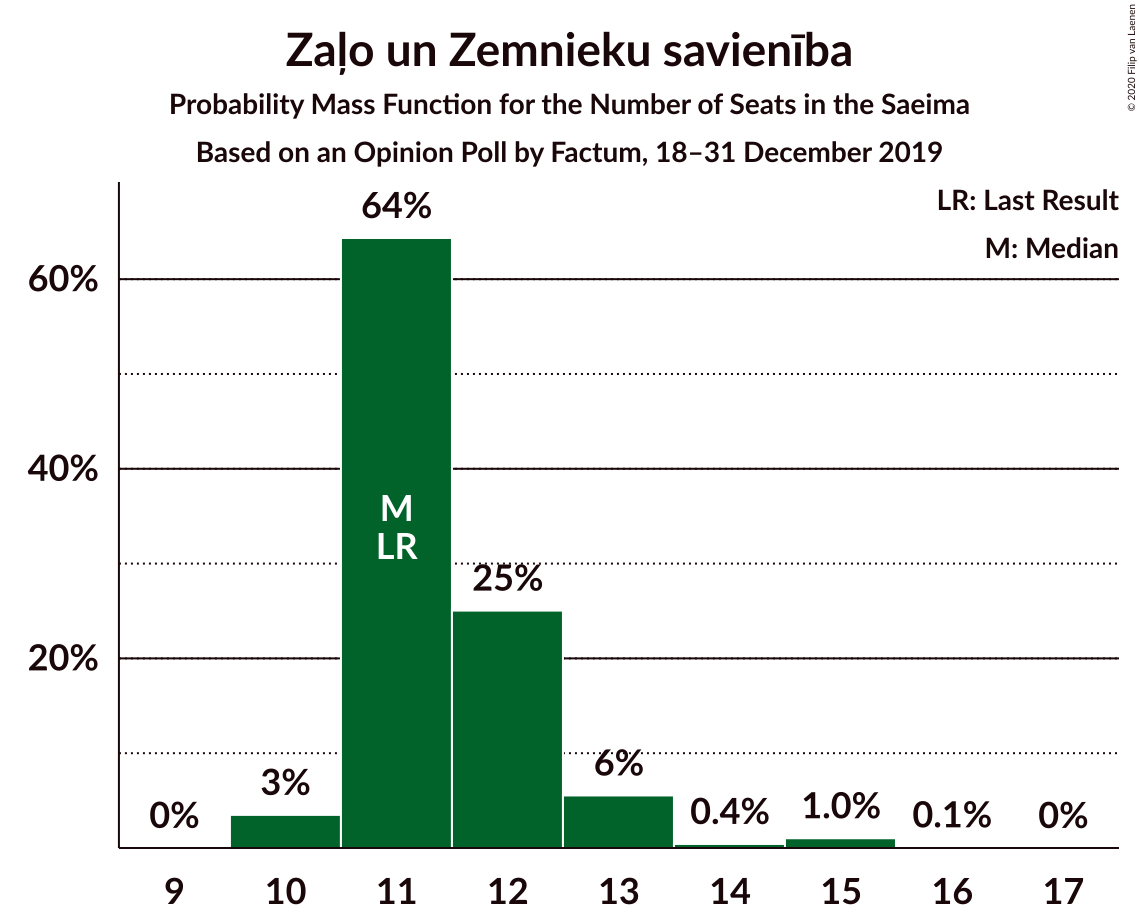 Zaļo un Zemnieku savienība
Probability Mass Function for the Number of Seats in the Saeima
Based on an Opinion Poll by Factum, 18–31 December 2019
© 2020 Filip van Laenen
LR: Last Result
M: Median
60%
40%
20%
0%
3%
64%
M
LR
25%
6%
0.4%
1.0%
0.1%
0%
9 10 11 12 13 14 15 16 17